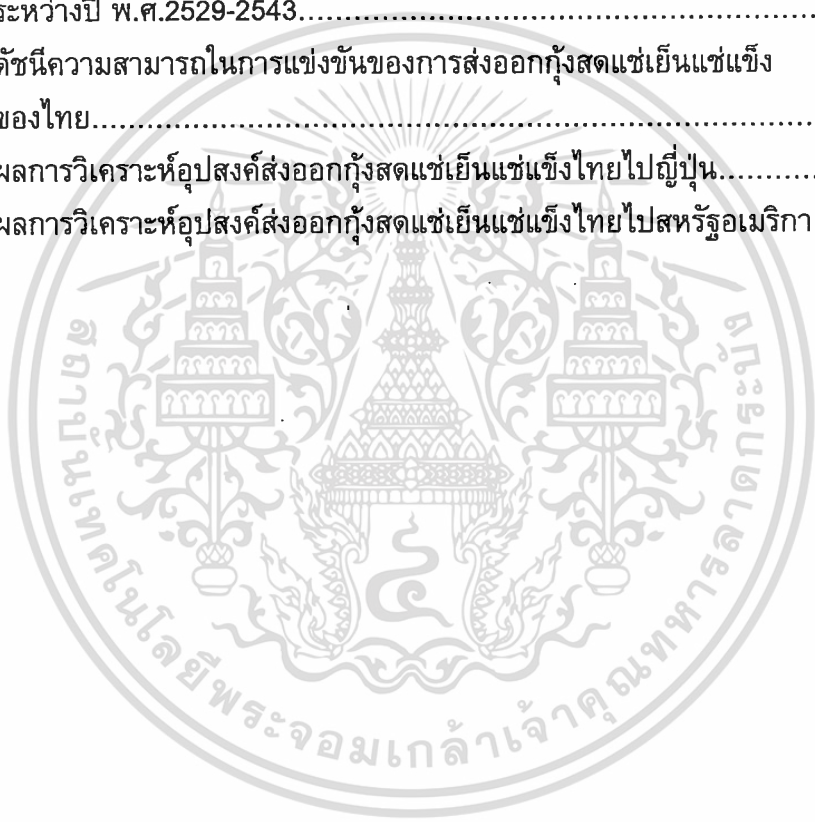 ระหว่างปี พ.ศ.2529-2543................................................................
ดัชนีความสามารถในการแข่งขันของการส่งออกกุ้งสดแช่เย็นแช่แข็ง
ของไทย................................................................................
ผลการวิเคราะห์อุปสงค์ส่งออกกุ้งสดแช่เย็นแช่แข็งไทยไปญี่ปุ่น............
ผลการวิเคราะห์อุปสงค์ส่งออกกุ้งสดแช่เย็นแช่แข็งไทยไปสหรัฐอเมริกา
สถาบันเทคโนโลยีพระจอมเกล้าเจ้าคุณทหารลาดกระบัง